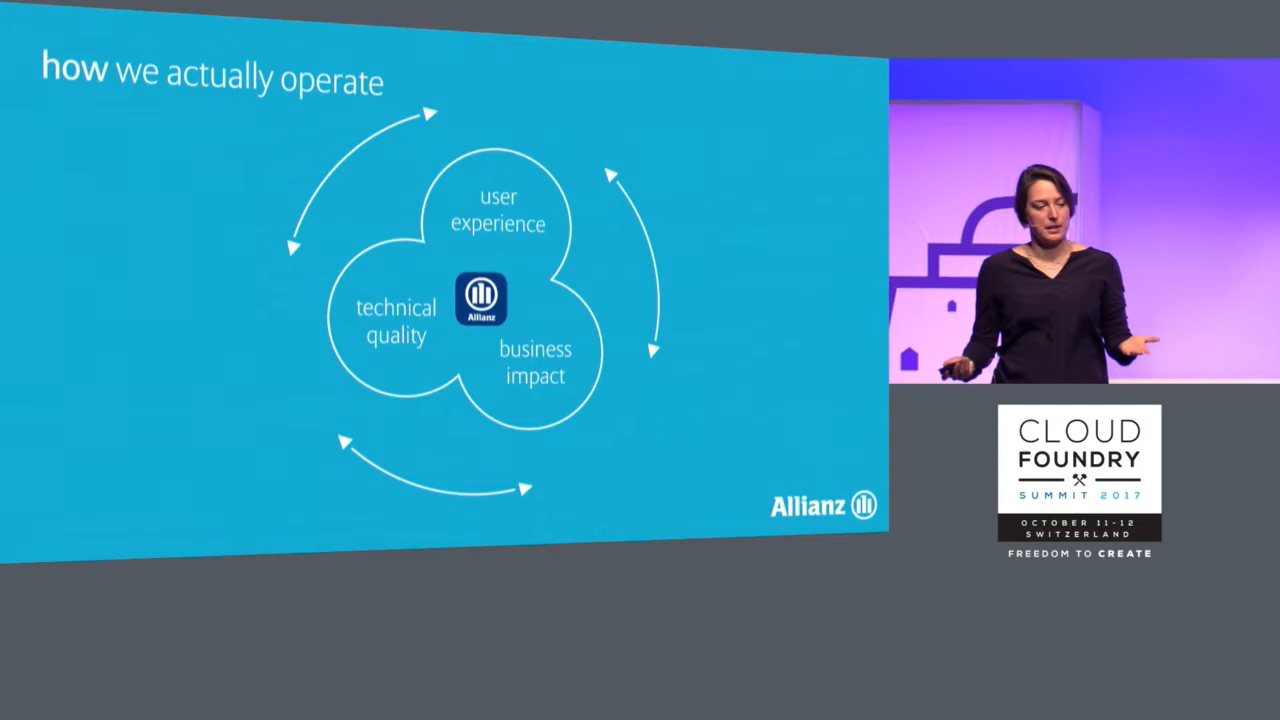 how we actually operate
user
experience
technical
quality
Allianz
business
impact
Allianz
CLOUD
FOUNDRY
SUMMIT 2017
OCTOBER 11-12
SWITZERLAND
FREEDOM TO CREATE